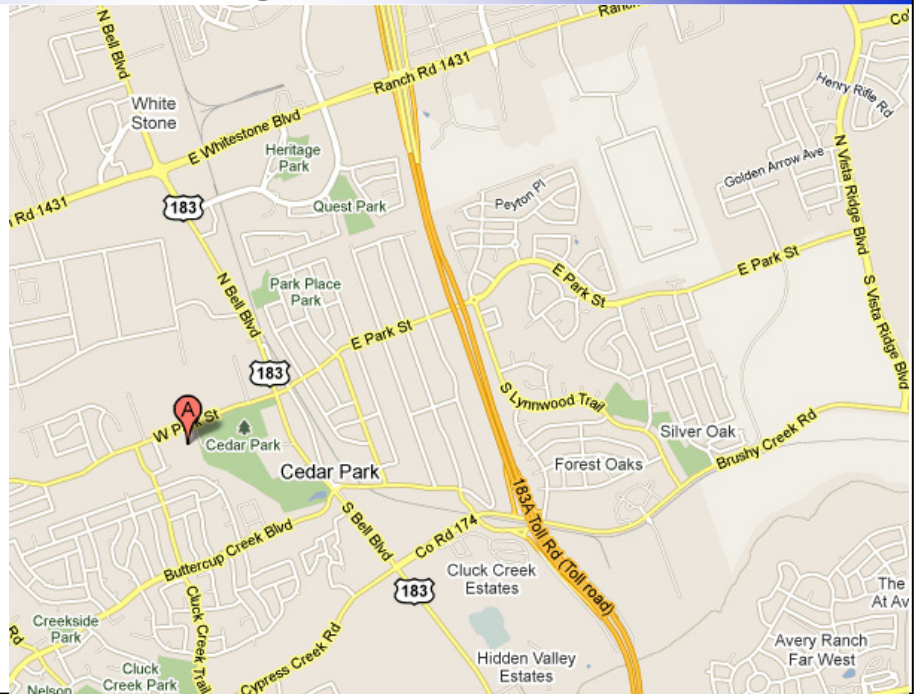 Ranch
Col
N Bell Blvd
Ranch Rd 1431
Henry Rifle Rd
White
Stone
E Whitestone Blvd
Heritage
Park
N Vista Ridge Blvd
Golden Arrow Ave
183
Quest Park
Peyton Pl
Rd 1431
N Bell Blvd
Park Place
Park
E Park St
E Park St
S Vista Ridge Blvd
E Park St
183
S Lynnwood Trail
A
W Park St
Cedar Park
Silver Oak
Brushy Creek Rd
Cedar Park
Forest Oaks
183A Toll Rd (Toll road)
S Bell Blvd
Co Rd 174
Buttercup Creek Blvd
Cluck Creek
Estates
183
The
At Av
Cluck Creek Trail
Creekside
Park
Rd
Avery Ranch
Far West
Cypress Creek Rd
Hidden Valley
Estates
Cluck
Creek Park
Nelson